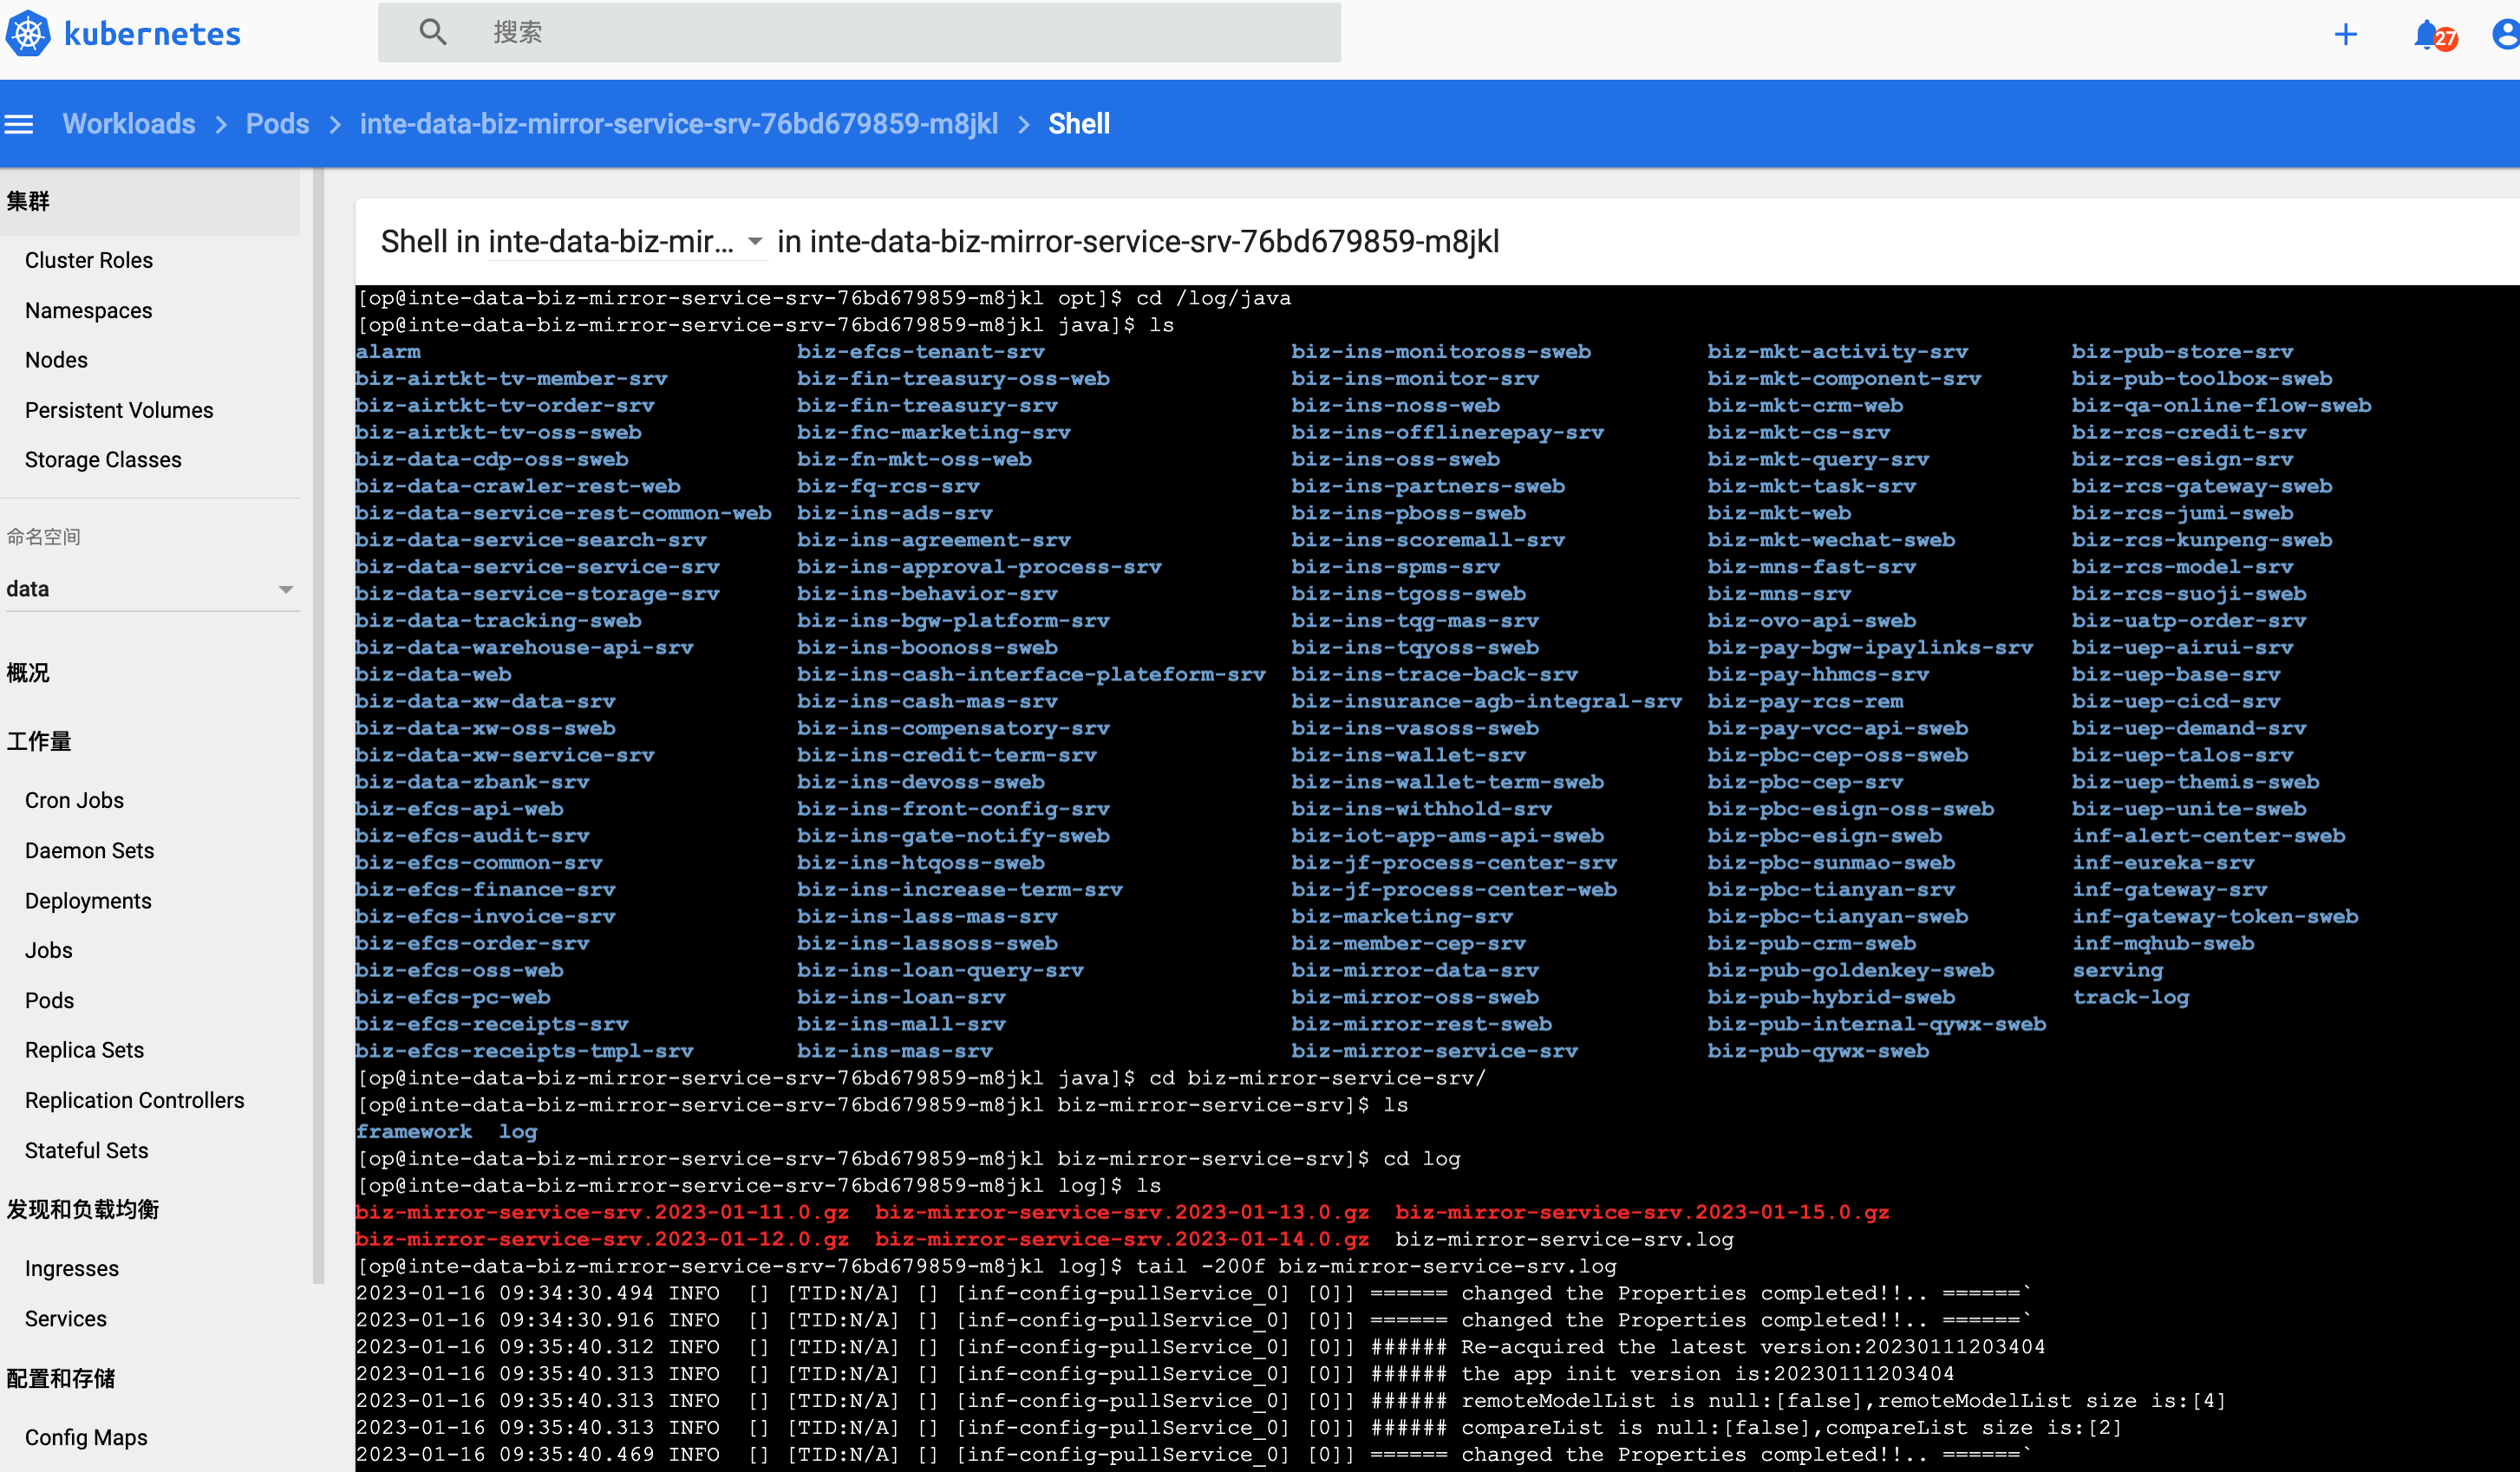 kubernetes
搜索
27
Workloads > Pods > inte-data-biz-mirror-service-srv-76bd679859-m8jkl > Shell
集群
Cluster Roles
Namespaces
Nodes
Persistent Volumes
Storage Classes
命名空间
data
概况
工作量
Cron Jobs
Daemon Sets
Deployments
Jobs
Pods
Replica Sets
Replication Controllers
Stateful Sets
发现和负载均衡
Ingresses
Services
配置和存储
Config Maps
Shell in inte-data-biz-mir... in inte-data-biz-mirror-service-srv-76bd679859-m8jkl
[op@inte-data-biz-mirror-service-srv-76bd679859-m8jkl opt]$ cd /log/java
[op@inte-data-biz-mirror-service-srv-76bd679859-m8jkl java]$ ls
alarm biz-efcs-tenant-srv biz-ins-monitoross-sweb biz-mkt-activity-srv biz-pub-store-srv
biz-airtkt-tv-member-srv biz-fin-treasury-oss-web biz-ins-monitor-srv biz-mkt-component-srv biz-pub-toolbox-sweb
biz-airtkt-tv-order-srv biz-fin-treasury-srv biz-ins-noss-web biz-mkt-crm-web biz-qa-online-flow-sweb
biz-airtkt-tv-oss-sweb biz-fnc-marketing-srv biz-ins-offlinerepay-srv biz-mkt-cs-srv biz-rcs-credit-srv
biz-data-cdp-oss-sweb biz-fn-mkt-oss-web biz-ins-oss-sweb biz-mkt-query-srv biz-rcs-esign-srv
biz-data-crawler-rest-web biz-fq-rcs-srv biz-ins-partners-sweb biz-mkt-task-srv biz-rcs-gateway-sweb
biz-data-service-rest-common-web biz-ins-ads-srv biz-ins-pboss-sweb biz-mkt-web biz-rcs-jumi-sweb
biz-data-service-search-srv biz-ins-agreement-srv biz-ins-scoremall-srv biz-mkt-wechat-sweb biz-rcs-kunpeng-sweb
biz-data-service-service-srv biz-ins-approval-process-srv biz-ins-spms-srv biz-mns-fast-srv biz-rcs-model-srv
biz-data-service-storage-srv biz-ins-behavior-srv biz-ins-tgoss-sweb biz-mns-srv biz-rcs-suoji-sweb
biz-data-tracking-sweb biz-ins-bgw-platform-srv biz-ins-tqg-mas-srv biz-ovo-api-sweb biz-uatp-order-srv
biz-data-warehouse-api-srv biz-ins-boonoss-sweb biz-ins-tqyoss-sweb biz-pay-bgw-ipaylinks-srv biz-uep-airui-srv
biz-data-web biz-ins-cash-interface-plateform-srv biz-ins-trace-back-srv biz-pay-hhmcs-srv biz-uep-base-srv
biz-data-xw-data-srv biz-ins-cash-mas-srv biz-insurance-agb-integral-srv biz-pay-rcs-rem biz-uep-cicd-srv
biz-data-xw-oss-sweb biz-ins-compensatory-srv biz-ins-vasoss-sweb biz-pay-vcc-api-sweb biz-uep-demand-srv
biz-data-xw-service-srv biz-ins-credit-term-srv biz-ins-wallet-srv biz-pbc-cep-oss-sweb biz-uep-talos-srv
biz-data-zbank-srv biz-ins-devoss-sweb biz-ins-wallet-term-sweb biz-pbc-cep-srv biz-uep-themis-sweb
biz-efcs-api-web biz-ins-front-config-srv biz-ins-withhold-srv biz-pbc-esign-oss-sweb biz-uep-unite-sweb
biz-efcs-audit-srv biz-ins-gate-notify-sweb biz-iot-app-ams-api-sweb biz-pbc-esign-sweb inf-alert-center-sweb
biz-efcs-common-srv biz-ins-htqoss-sweb biz-jf-process-center-srv biz-pbc-sunmao-sweb inf-eureka-srv
biz-efcs-finance-srv biz-ins-increase-term-srv biz-jf-process-center-web biz-pbc-tianyan-srv inf-gateway-srv
biz-efcs-invoice-srv biz-ins-lass-mas-srv biz-marketing-srv biz-pbc-tianyan-sweb inf-gateway-token-sweb
biz-efcs-order-srv biz-ins-lassoss-sweb biz-member-cep-srv biz-pub-crm-sweb inf-mqhub-sweb
biz-efcs-oss-web biz-ins-loan-query-srv biz-mirror-data-srv biz-pub-goldenkey-sweb serving
biz-efcs-pc-web biz-ins-loan-srv biz-mirror-oss-sweb biz-pub-hybrid-sweb track-log
biz-efcs-receipts-srv biz-ins-mall-srv biz-mirror-rest-sweb biz-pub-internal-qywx-sweb
biz-efcs-receipts-tmpl-srv biz-ins-mas-srv biz-mirror-service-srv biz-pub-qywx-sweb
[op@inte-data-biz-mirror-service-srv-76bd679859-m8jkl java]$ cd biz-mirror-service-srv/
[op@inte-data-biz-mirror-service-srv-76bd679859-m8jkl biz-mirror-service-srv]$ ls
framework log
[op@inte-data-biz-mirror-service-srv-76bd679859-m8jkl biz-mirror-service-srv]$ cd log
[op@inte-data-biz-mirror-service-srv-76bd679859-m8jkl log]$ ls
biz-mirror-service-srv.2023-01-11.0.gz biz-mirror-service-srv.2023-01-13.0.gz biz-mirror-service-srv.2023-01-15.0.gz
biz-mirror-service-srv.2023-01-12.0.gz biz-mirror-service-srv.2023-01-14.0.gz biz-mirror-service-srv.log
[op@inte-data-biz-mirror-service-srv-76bd679859-m8jkl log]$ tail -200f biz-mirror-service-srv.log
2023-01-16 09:34:30.494 INFO [] [TID:N/A] [] [inf-config-pullService_0] [0]] ====== changed the Properties completed!!.. ======`
2023-01-16 09:34:30.916 INFO [] [TID:N/A] [] [inf-config-pullService_0] [0]] ====== changed the Properties completed!!.. ======`
2023-01-16 09:35:40.312 INFO [] [TID:N/A] [] [inf-config-pullService_0] [0]] ###### Re-acquired the latest version:20230111203404
2023-01-16 09:35:40.313 INFO [] [TID:N/A] [] [inf-config-pullService_0] [0]] ###### the app init version is:20230111203404
2023-01-16 09:35:40.313 INFO [] [TID:N/A] [] [inf-config-pullService_0] [0]] ###### remoteModelList is null:[false],remoteModelList size is:[4]
2023-01-16 09:35:40.313 INFO [] [TID:N/A] [] [inf-config-pullService_0] [0]] ###### compareList is null:[false],compareList size is:[2]
2023-01-16 09:35:40.469 INFO [] [TID:N/A] [] [inf-config-pullService_0] [0]] ====== changed the Properties completed!!.. ======`